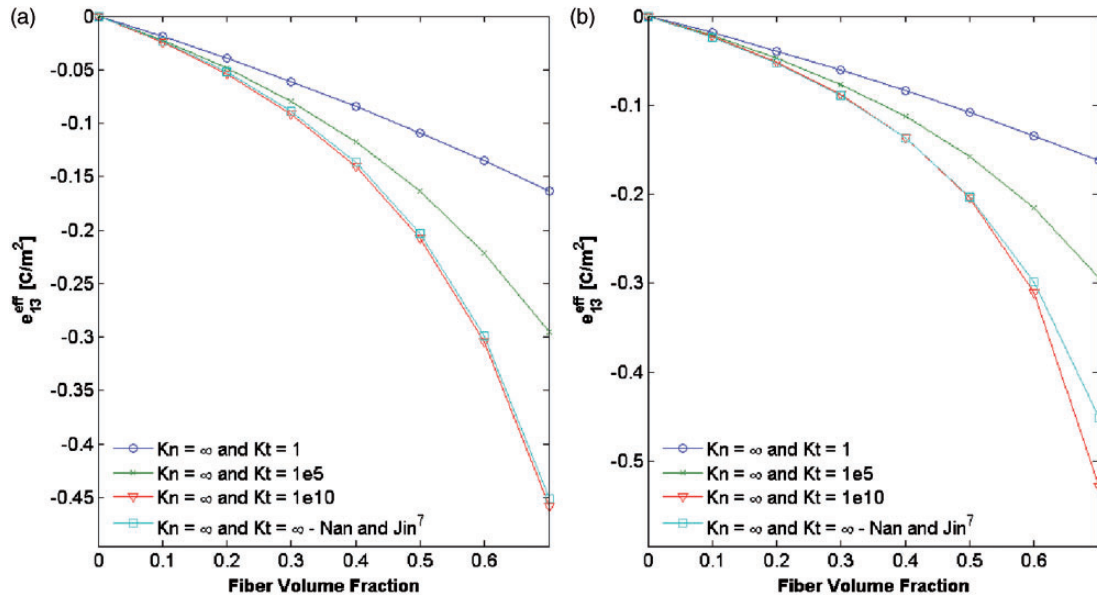 (a)
0
-0.05
-0.1
-0.15
-0.2
-0.25
-0.3
-0.35
-0.4
-0.45
e₁₃ᵉᶠᶠ [C/m²]
Kn = ∞ and Kt = 1
Kn = ∞ and Kt = 1e5
Kn = ∞ and Kt = 1e10
Kn = ∞ and Kt = ∞ - Nan and Jin⁷
0 0.1 0.2 0.3 0.4 0.5 0.6
Fiber Volume Fraction
(b)
0
-0.1
-0.2
-0.3
-0.4
-0.5
e₁₃ᵉᶠᶠ [C/m²]
Kn = ∞ and Kt = 1
Kn = ∞ and Kt = 1e5
Kn = ∞ and Kt = 1e10
Kn = ∞ and Kt = ∞ - Nan and Jin⁷
0 0.1 0.2 0.3 0.4 0.5 0.6
Fiber Volume Fraction